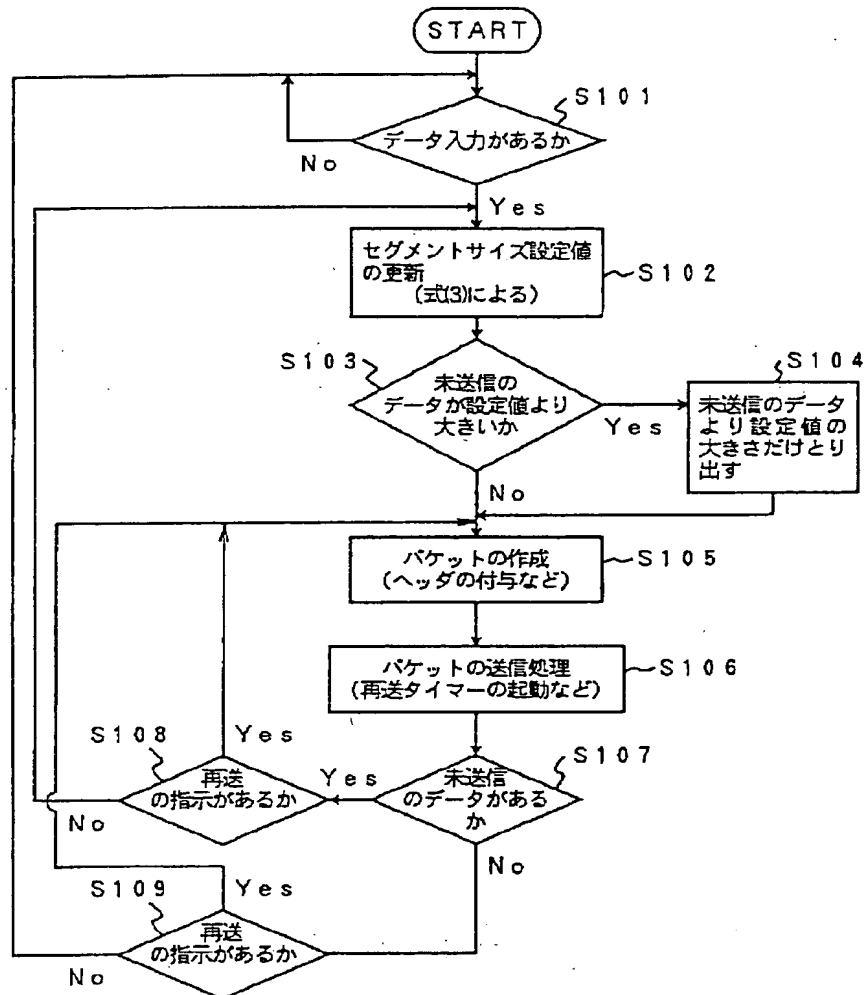 START
S101
データ入力があるか
No
Yes
セグメントサイズ設定値
の更新
(式(3)による)
S102
S103
未送信の
データが設定値より
大きいか
Yes
No
S104
未送信のデータ
より設定値の
大きさだけとり
出す
パケットの作成
(ヘッダの付与など)
S105
パケットの送信処理
(再送タイマーの起動など)
S106
S107
未送信
のデータがある
か
Yes
No
S108
再送
の指示があるか
Yes
No
S109
再送
の指示があるか
Yes
No